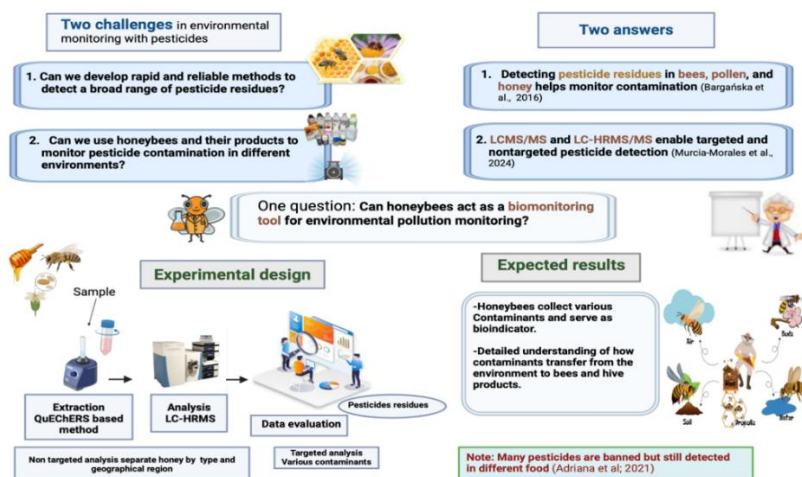 Two challenges in environmental
monitoring with pesticides
1. Can we develop rapid and reliable methods to
detect a broad range of pesticide residues?
2. Can we use honeybees and their products to
monitor pesticide contamination in different
environments?
Two answers
1. Detecting pesticide residues in bees, pollen, and
honey helps monitor contamination (Bargańska et
al., 2016)
2. LCMS/MS and LC-HRMS/MS enable targeted and
nontargeted pesticide detection (Murcia-Morales et al.,
2024)
One question: Can honeybees act as a biomonitoring
tool for environmental pollution monitoring?
Experimental design
Sample
Extraction
QuEChERS based
method
Analysis
LC-HRMS
Data evaluation
Pesticides residues
Non targeted analysis separate honey by type and
geographical region
Targeted analysis
Various contaminants
Expected results
-Honeybees collect various
Contaminants and serve as
bioindicator.
-Detailed understanding of how
contaminants transfer from the
environment to bees and hive
products.
Air
Soil
Propolis
Water
Note: Many pesticides are banned but still detected
in different food (Adriana et al; 2021)